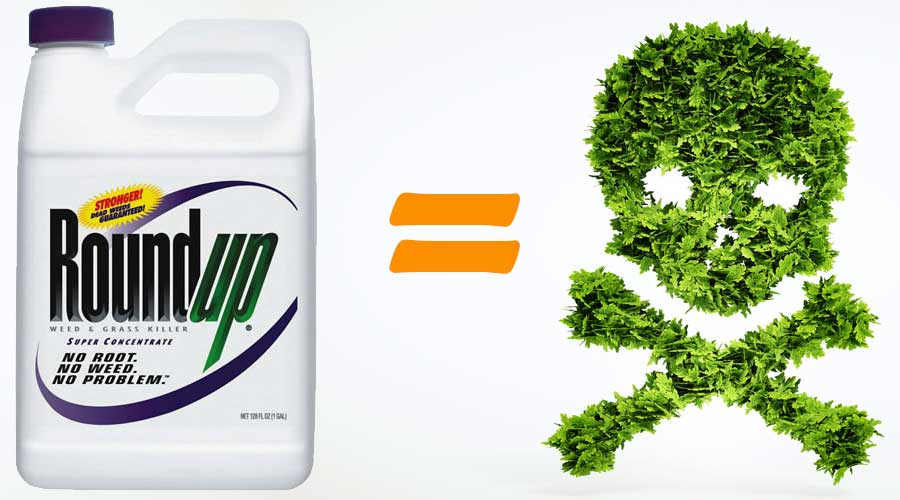 STRONGER!
DEAD WEEDS
GUARANTEED!
Roundup®
WEED & GRASS KILLER
SUPER CONCENTRATE
NO ROOT.
NO WEED.
NO PROBLEM.™
NET 128 FL OZ (1 GAL)
=